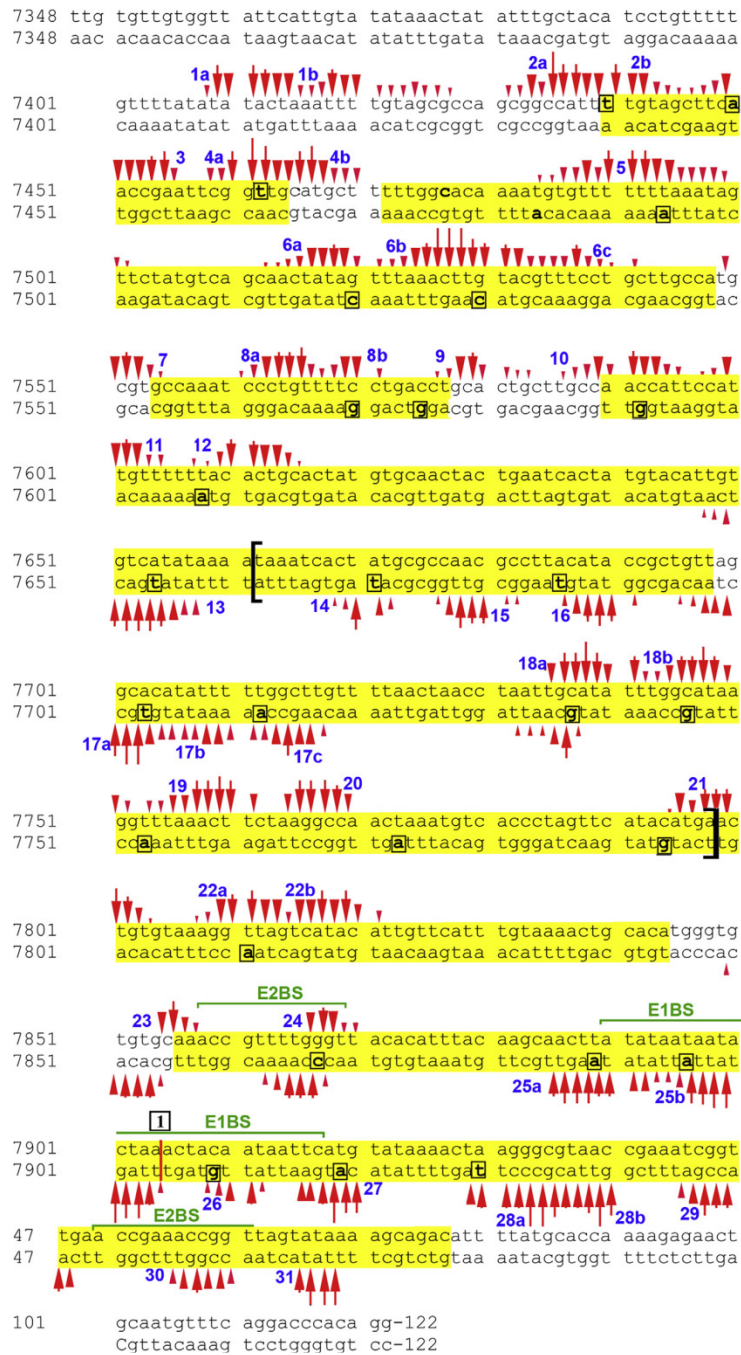 7348 ttg tgttgtggtt attcattgta tataaactat atttgctaca tcctgttttt
7348 aac acaacaccaa taagtaacat atatttgata taaacgatgt aggacaaaaa
1a 1b 2a 2b
7401 gttttatata tactaaattt tgtagcgcca gcggccattt tgtagcttca
7401 caaaatatat atgatttaaa acatcgcggt cgccggtaaa acatcgaagt
3 4a 4b 5
7451 accgaattcg gttgcatgct ttttggcaca aaatgtgttt ttttaaatag
7451 tggcttaagc caacgtacga aaaaccgtgt tttacacaaa aaaatttatc
6a 6b 6c
7501 ttctatgtca gcaactatag tttaaacttg tacgtttcct gcttgccatg
7501 aagatacagt cgttgatatc aaatttgaac atgcaaagga cgaacggtac
7 8a 8b 9 10
7551 cgtgccaaat ccctgttttc ctgacctgca ctgcttgcca accattccat
7551 gcacggttta gggacaaaag gactggacgt gacgaacggt tggtaaggta
11 12
7601 tgttttttac actgcactat gtgcaactac tgaatcacta tgtacattgt
7601 acaaaaaatg tgacgtgata cacgttgatg acttagtgat acatgtaact
7651 gtcatataaa ataaatcact atgcgccaac gccttacata ccgctgttag
7651 cagtatattt tatttagtga tacgcggttg cggaatgtat ggcgacaatc
13 14 15 16
18a 18b
7701 gcacatattt ttggcttgtt ttaactaacc taattgcata tttggcataa
7701 cgtgtataaa aaccgaacaa aattgattgg attaacgtat aaaccgtatt
17a 17b 17c
19 20 21
7751 ggtttaaact tctaaggcca actaaatgtc accctagttc atacatgaac
7751 ccaaatttga agattccggt tgatttacag tgggatcaag tatgtacttg
22a 22b
7801 tgtgtaaagg ttagtcatac attgttcatt tgtaaaactg cacatgggtg
7801 acacatttcc aatcagtatg taacaagtaa acattttgac gtgtacccac
E2BS E1BS
23 24
7851 tgtgcaaacc gttttgggtt acacatttac aagcaactta tataataata
7851 acacgtttgg caaaacccaa tgtgtaaatg ttcgttgaat atattattat
25a 25b
E1BS
1
7901 ctaaactaca ataattcatg tataaaacta agggcgtaac cgaaatcggt
7901 gatttgatgt tattaagtac atattttgat tcccgcattg gctttagcca
26 27 28a 28b 29
E2BS
47 tgaa ccgaaaccggt tagtataaa agcagacatt ttatgcacc aaagagaact
47 actt ggctttggcc aatcatattt tcgtctgtaa aatacgtggt ttctcttgaa
30 31
101 gcaatgtttc aggacccaca gg-122
Cgttacaaag tcctgggtgt cc-122